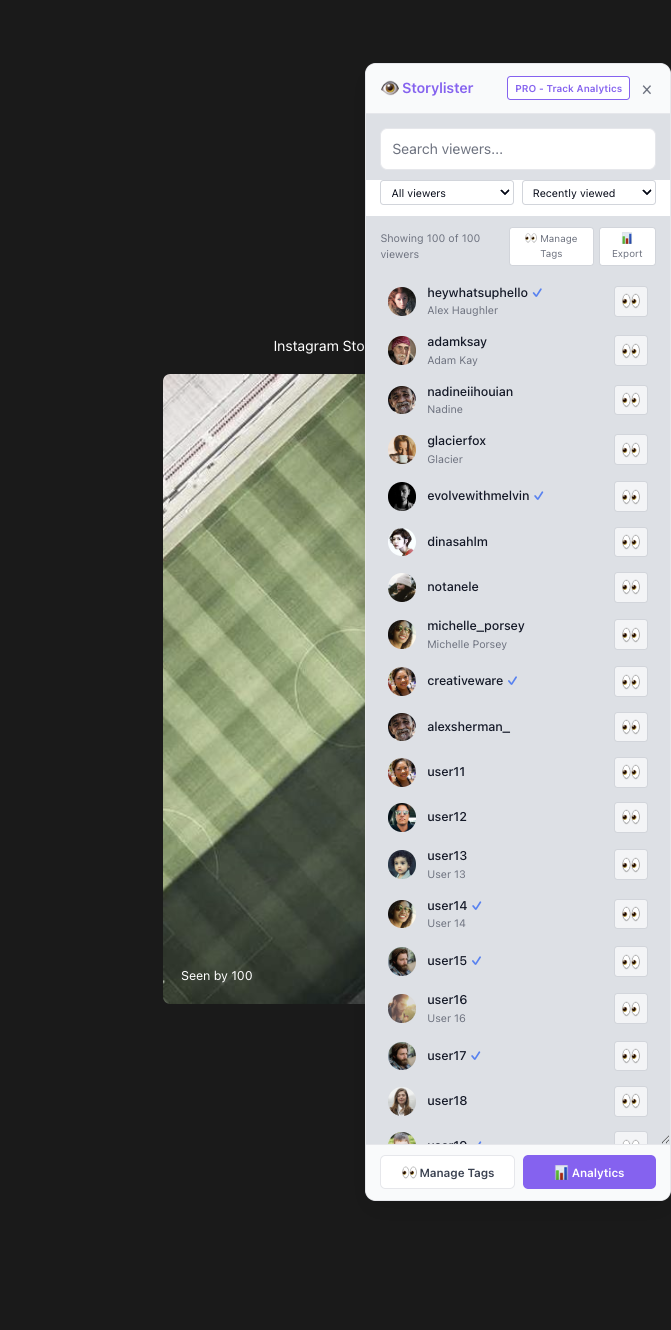 Storylister
PRO - Track Analytics
Search viewers...
All viewers
Recently viewed
Showing 100 of 100
viewers
Manage
Tags
Export
Instagram Sto
heywhatsuphello
Alex Haughler
adamksay
Adam Kay
nadineiihouian
Nadine
glacierfox
Glacier
evolvewithmelvin
dinasahlm
notanele
michelle_porsey
Michelle Porsey
creativeware
alexsherman_
user11
user12
user13
User 13
user14
User 14
user15
Seen by 100
user16
User 16
user17
user18
Manage Tags
Analytics